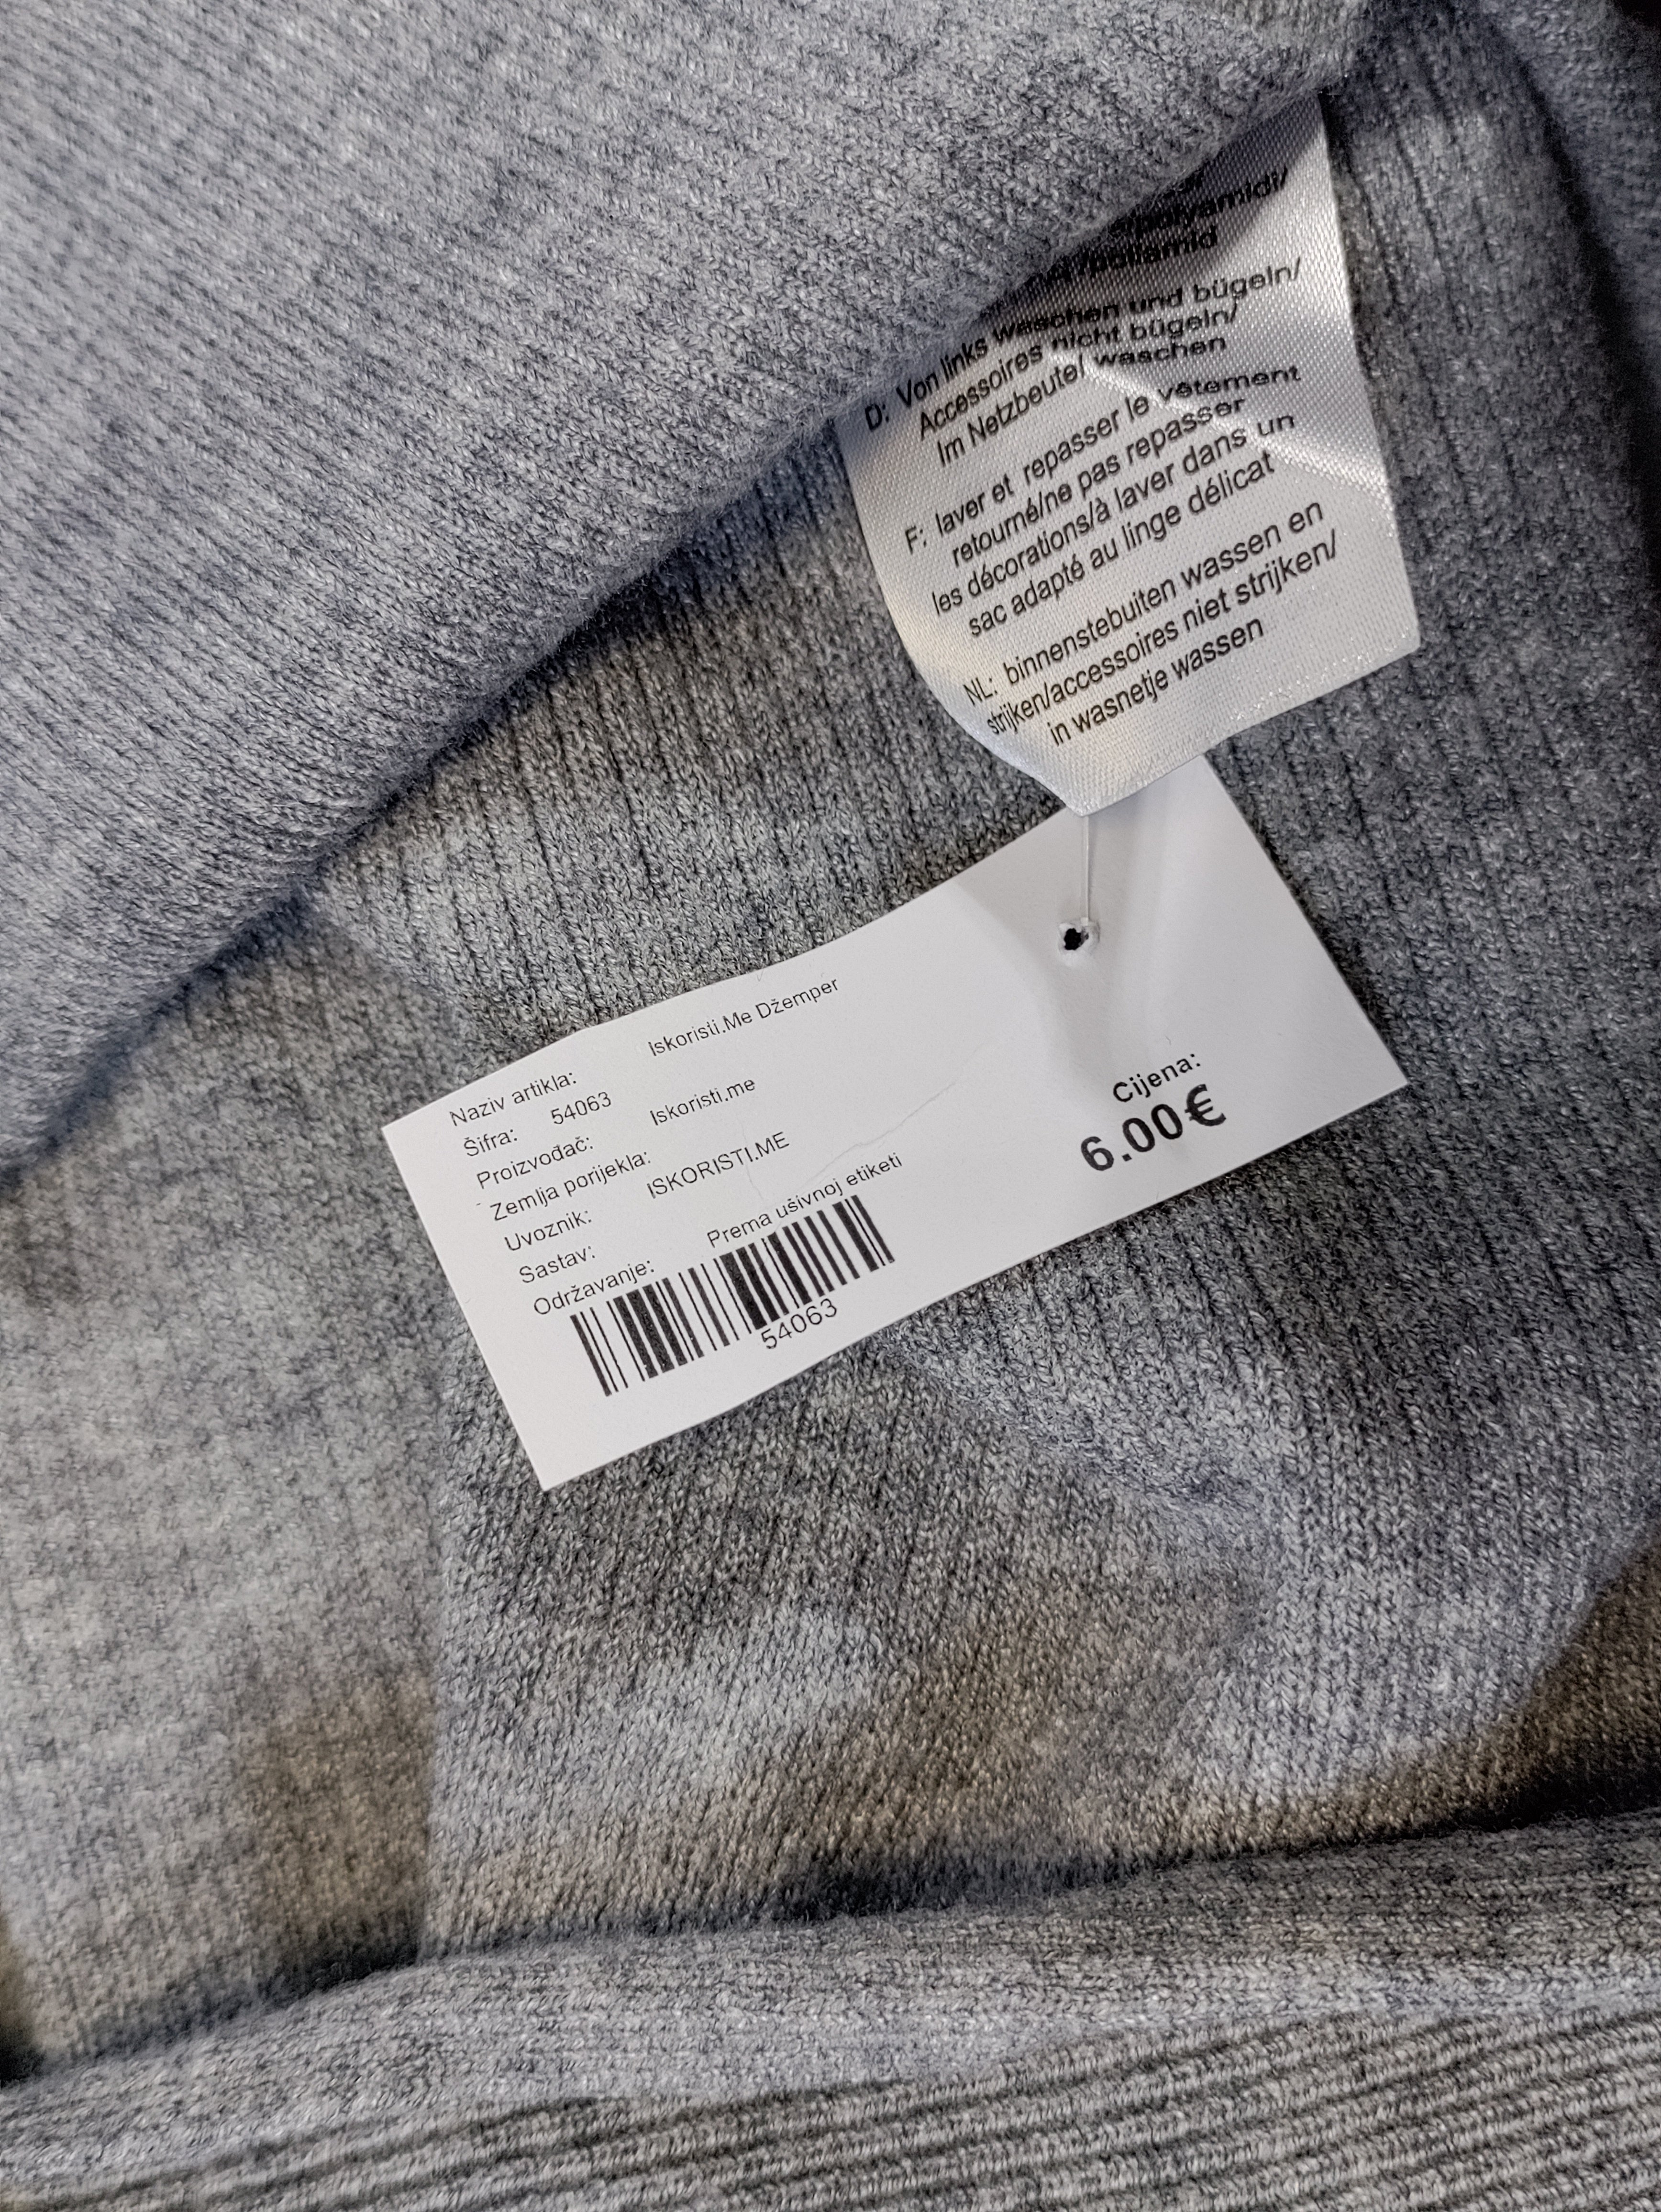 polyamid/
/poliamid
D: Von links waschen und bügeln/
Accessoires nicht bügeln/
Im Netzbeutel waschen
F: laver et repasser le vêtement
retourné/ne pas repasser
les décorations/à laver dans un
sac adapté au linge délicat
NL: binnenstebuiten wassen en
strijken/accessoires niet strijken/
in wasnetje wassen
Naziv artikla: Iskoristi.Me Džemper
Šifra: 54063
Proizvođač: Iskoristi.me
Zemlja porijekla:
Uvoznik: ISKORISTI.ME
Sastav:
Održavanje: Prema ušivnoj etiketi
54063
Cijena:
6.00€